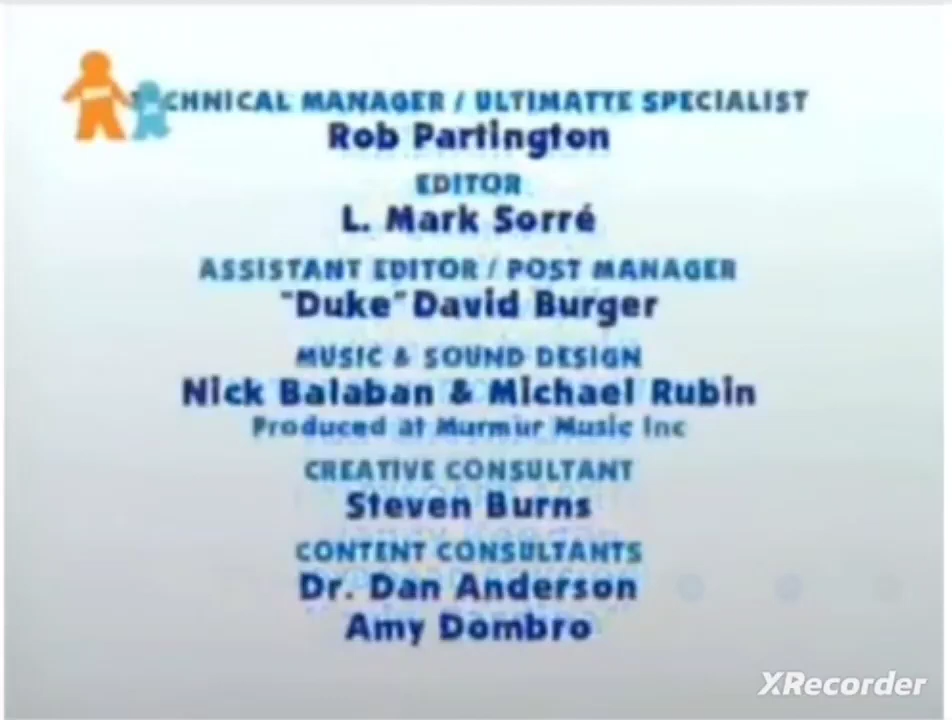 CHNICAL MANAGER / ULTIMATTE SPECIALIST
Rob Partington
EDITOR
L. Mark Sorré
ASSISTANT EDITOR / POST MANAGER
"Duke" David Burger
MUSIC & SOUND DESIGN
Nick Balaban & Michael Rubin
Produced at Murmur Music Inc
CREATIVE CONSULTANT
Steven Burns
CONTENT CONSULTANTS
Dr. Dan Anderson
Amy Dombro
XRecorder